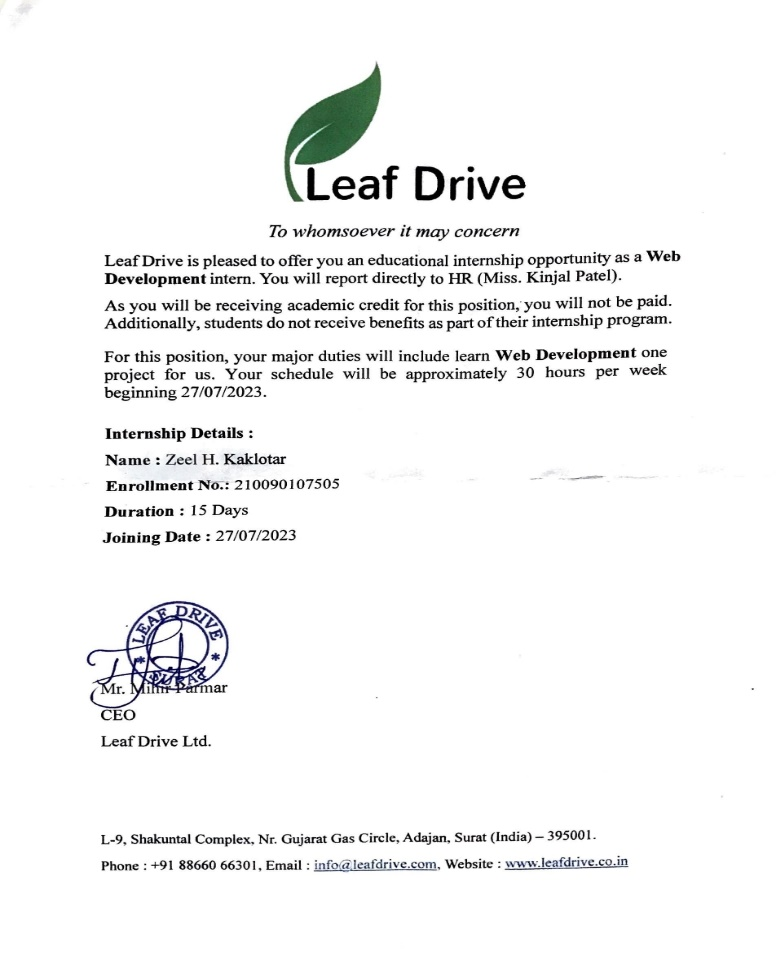 Leaf Drive
To whomsoever it may concern
Leaf Drive is pleased to offer you an educational internship opportunity as a Web
Development intern. You will report directly to HR (Miss. Kinjal Patel).
As you will be receiving academic credit for this position, you will not be paid.
Additionally, students do not receive benefits as part of their internship program.
For this position, your major duties will include learn Web Development one
project for us. Your schedule will be approximately 30 hours per week
beginning 27/07/2023.
Internship Details :
Name : Zeel H. Kaklotar
Enrollment No.: 210090107505
Duration : 15 Days
Joining Date : 27/07/2023
LEAF DRIVE
* SURAT *
Mr. Mihir Parmar
CEO
Leaf Drive Ltd.
L-9, Shakuntal Complex, Nr. Gujarat Gas Circle, Adajan, Surat (India) – 395001.
Phone : +91 88660 66301, Email : info@leafdrive.com, Website : www.leafdrive.co.in